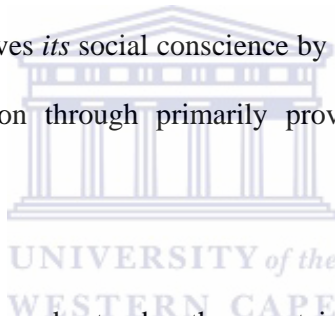 ves its social conscience by
on through primarily prov
UNIVERSITY of the
WESTERN CAPE